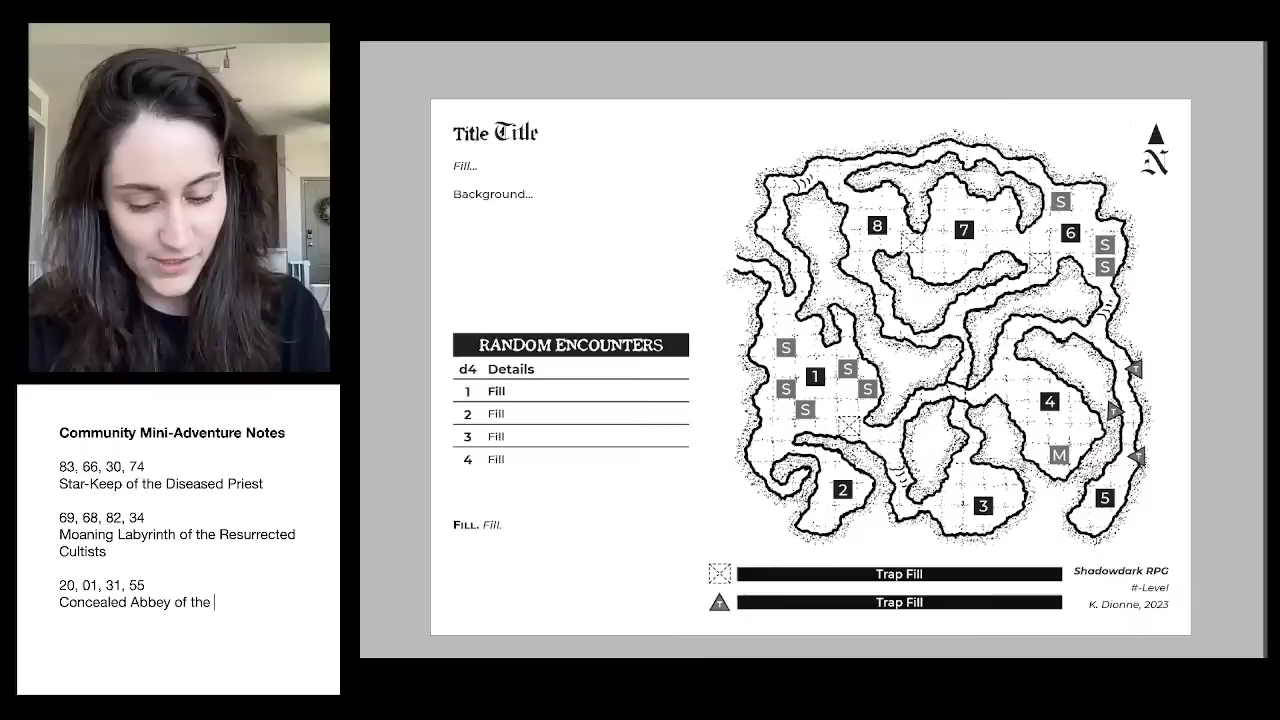 Community Mini-Adventure Notes
83, 66, 30, 74
Star-Keep of the Diseased Priest
69, 68, 82, 34
Moaning Labyrinth of the Resurrected
Cultists
20, 01, 31, 55
Concealed Abbey of the
Title Title
Fill...
Background...
RANDOM ENCOUNTERS
d4 Details
1 Fill
2 Fill
3 Fill
4 Fill
FILL. Fill.
N
S
8
7
6
S
S
S
1
S
S
S
S
T
4
T
M
T
2
3
5
Trap Fill
T Trap Fill
Shadowdark RPG
#-Level
K. Dionne, 2023